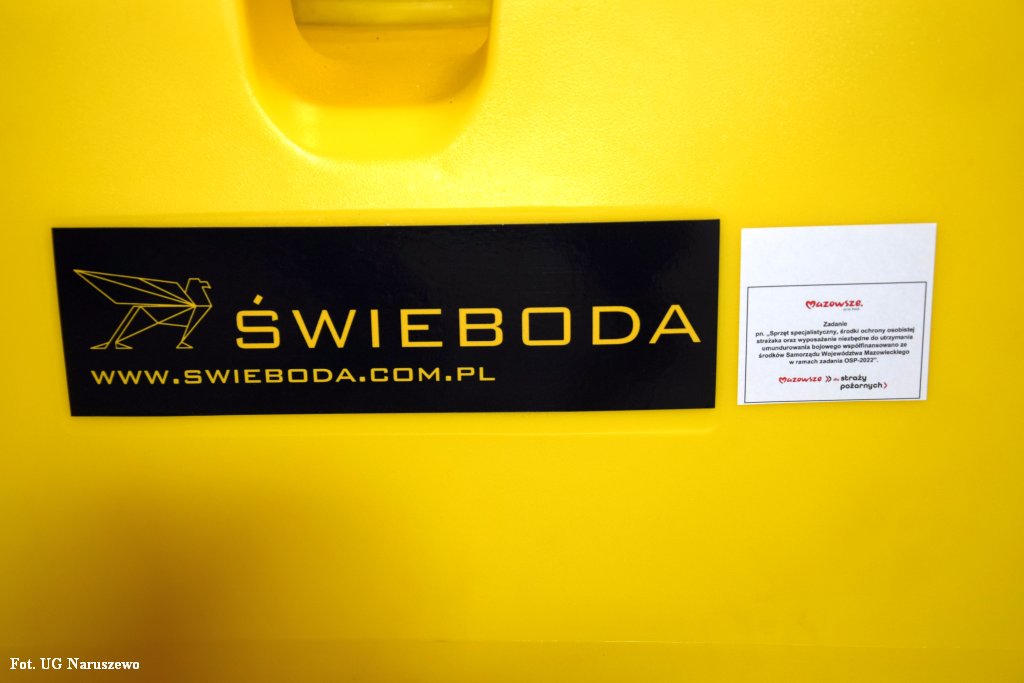 ŚWIEBODA
WWW.SWIEBODA.COM.PL
Mazowsze.
Zadanie
pn. „Sprzęt specjalistyczny, środki ochrony osobistej
strażaka oraz wyposażenie niezbędne do utrzymania
umundurowania bojowego współfinansowano ze
środków Samorządu Województwa Mazowieckiego
w ramach zadania OSP-2022”.
Mazowsze dla straży
pożarnych
Fot. UG Naruszewo